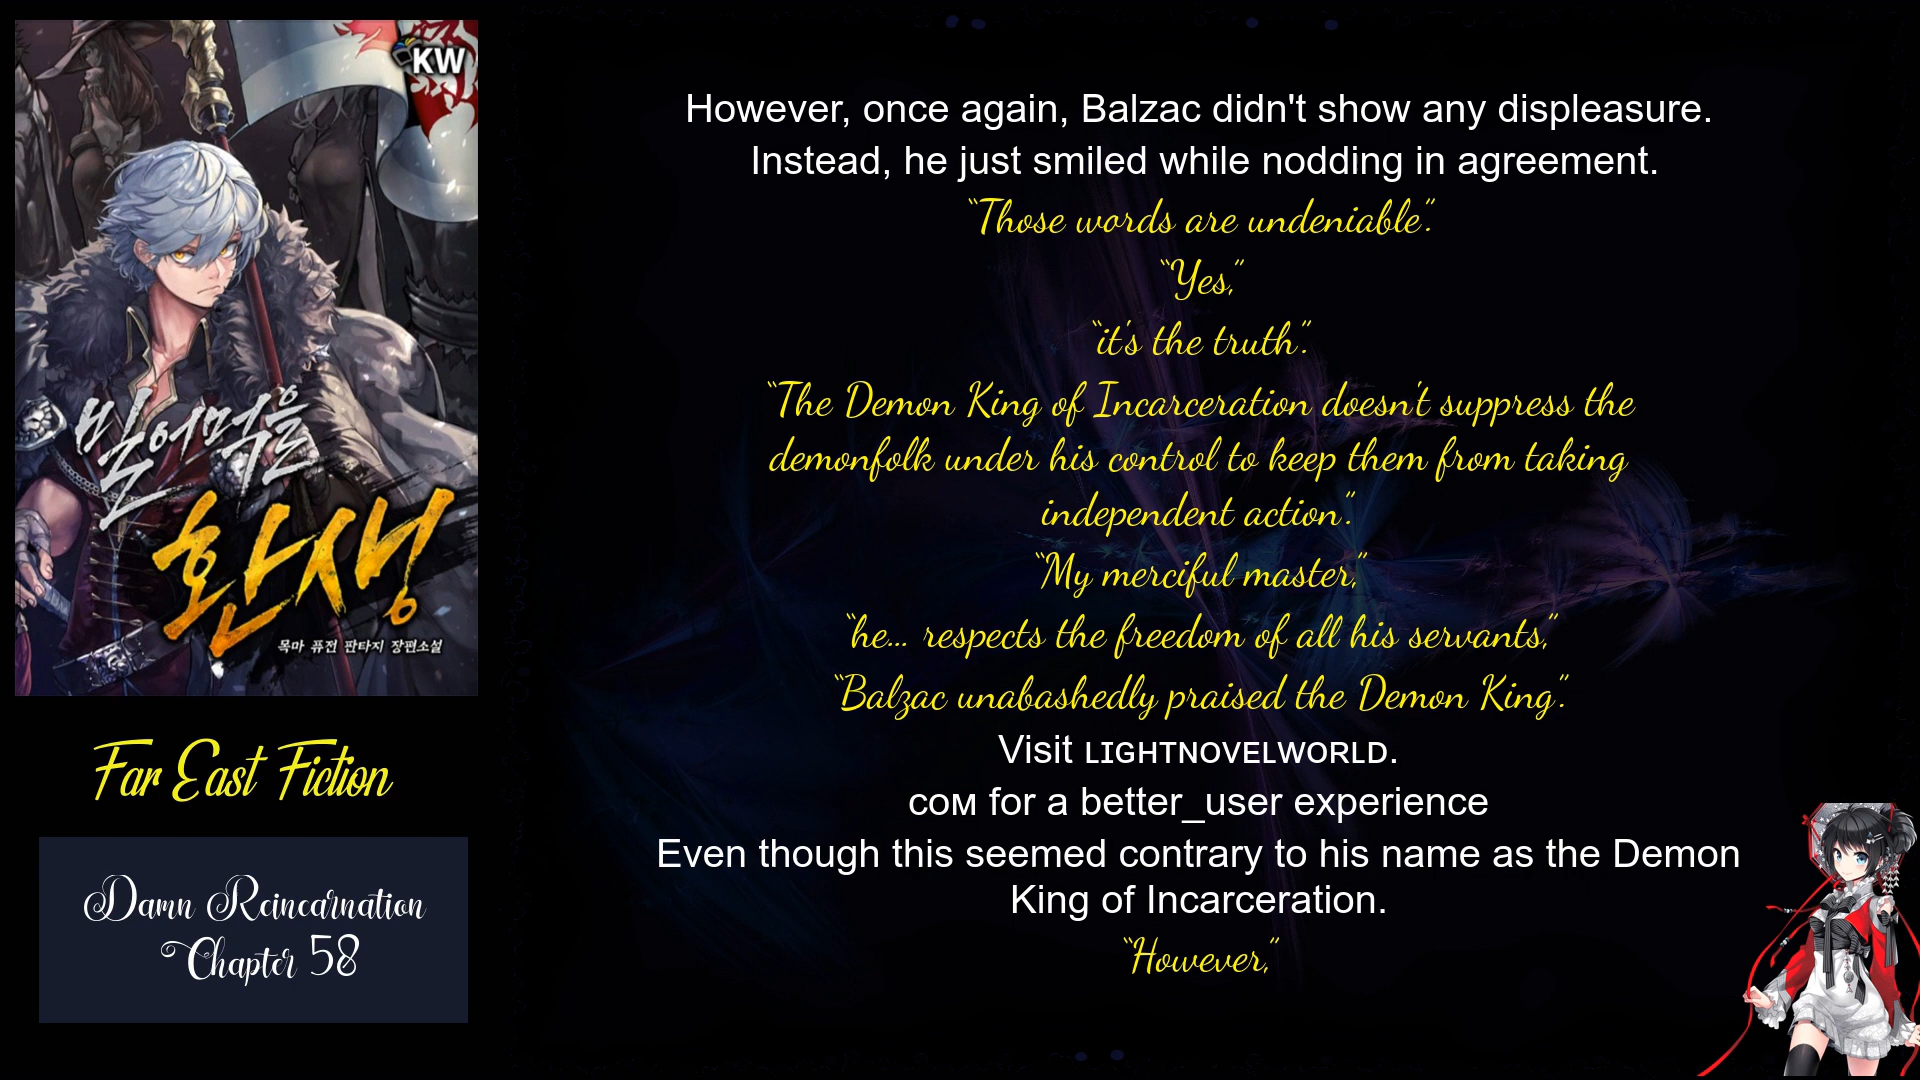 KW
빌어먹을
환생
목마 퓨전 판타지 장편소설
Far East Fiction
Damn Reincarnation
Chapter 58
However, once again, Balzac didn't show any displeasure.
Instead, he just smiled while nodding in agreement.
“Those words are undeniable”.
“Yes,”
“it's the truth”.
“The Demon King of Incarceration doesn't suppress the
demonfolk under his control to keep them from taking
independent action”.
“My merciful master,”
“he... respects the freedom of all his servants,”
“Balzac unabashedly praised the Demon King”.
Visit ʟɪɢʜᴛɴᴏᴠᴇʟᴡᴏʀʟᴅ.
ᴄᴏᴍ for a better_user experience
Even though this seemed contrary to his name as the Demon
King of Incarceration.
“However,”